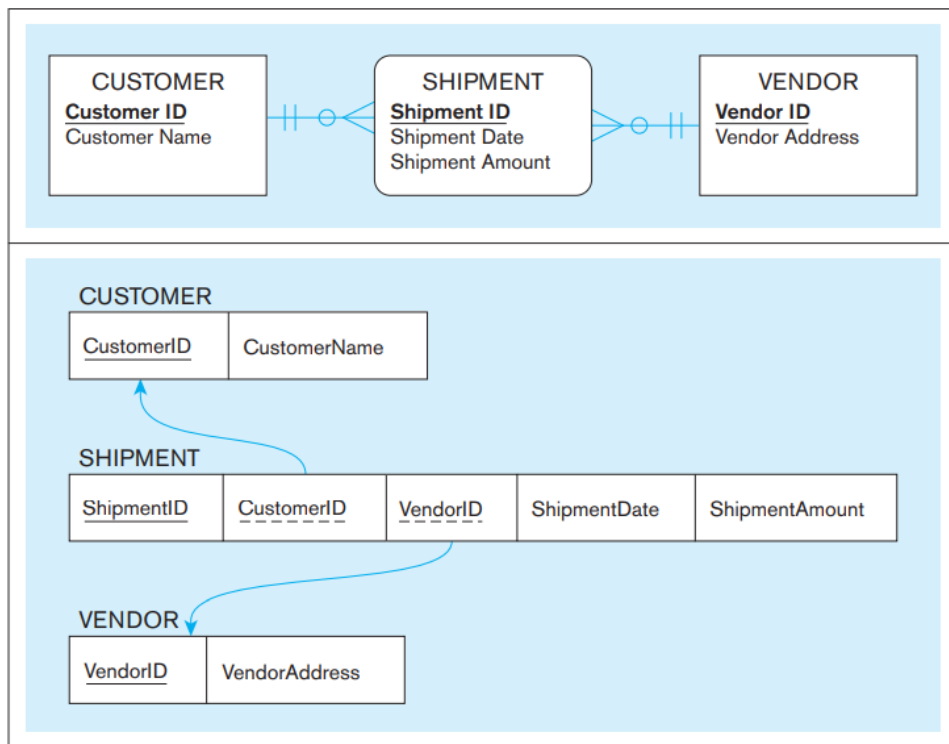 CUSTOMER
Customer ID
Customer Name
SHIPMENT
Shipment ID
Shipment Date
Shipment Amount
VENDOR
Vendor ID
Vendor Address
CUSTOMER
CustomerID
CustomerName
SHIPMENT
ShipmentID
CustomerID
VendorID
ShipmentDate
ShipmentAmount
VENDOR
VendorID
VendorAddress